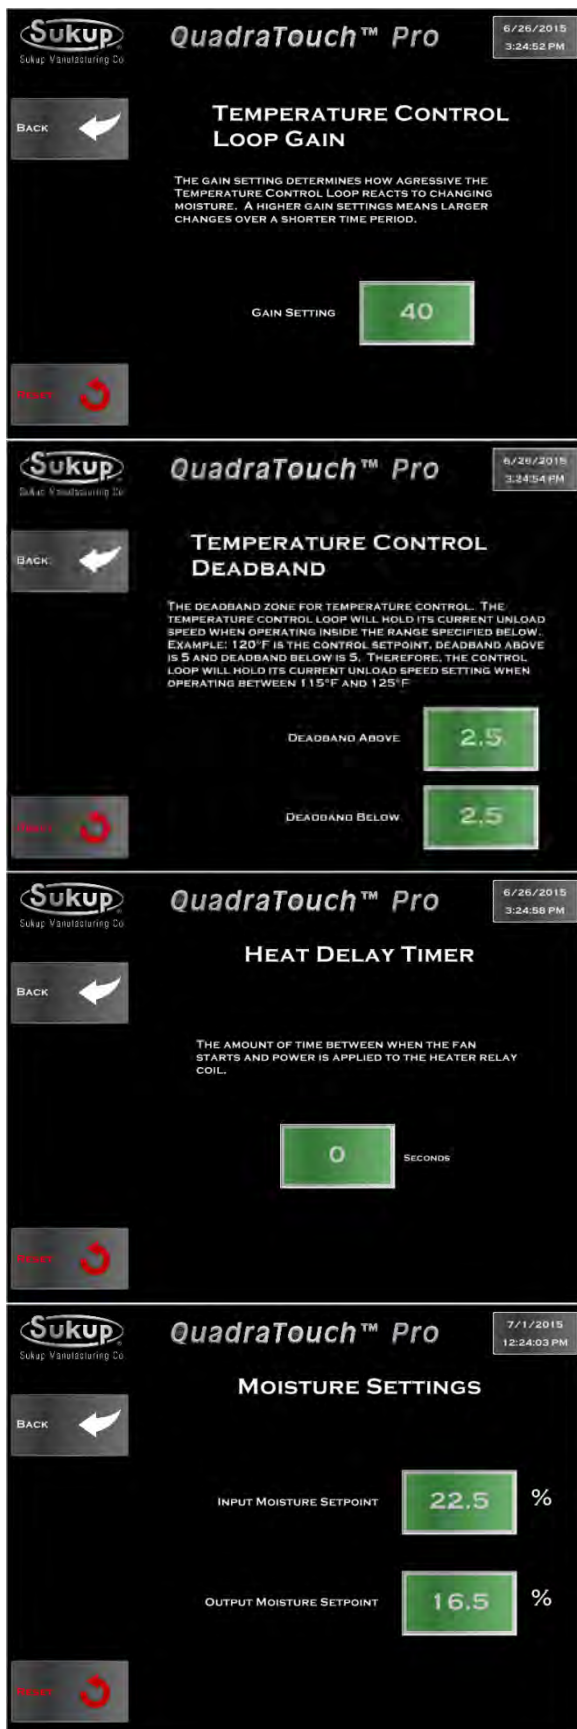 Sukup
Sukup Manufacturing Co.
QuadraTouch™ Pro
6/26/2015
3:24:52 PM
BACK
TEMPERATURE CONTROL
LOOP GAIN
THE GAIN SETTING DETERMINES HOW AGRESSIVE THE
TEMPERATURE CONTROL LOOP REACTS TO CHANGING
MOISTURE. A HIGHER GAIN SETTINGS MEANS LARGER
CHANGES OVER A SHORTER TIME PERIOD.
GAIN SETTING
40
RESET
Sukup
Sukup Manufacturing Co.
QuadraTouch™ Pro
6/26/2015
3:24:54 PM
BACK
TEMPERATURE CONTROL
DEADBAND
THE DEADBAND ZONE FOR TEMPERATURE CONTROL. THE
TEMPERATURE CONTROL LOOP WILL HOLD ITS CURRENT UNLOAD
SPEED WHEN OPERATING INSIDE THE RANGE SPECIFIED BELOW.
EXAMPLE: 120°F IS THE CONTROL SETPOINT, DEADBAND ABOVE
IS 5 AND DEADBAND BELOW IS 5. THEREFORE, THE CONTROL
LOOP WILL HOLD ITS CURRENT UNLOAD SPEED SETTING WHEN
OPERATING BETWEEN 115°F AND 125°F
DEADBAND ABOVE
2.5
DEADBAND BELOW
2.5
RESET
Sukup
Sukup Manufacturing Co.
QuadraTouch™ Pro
6/26/2015
3:24:58 PM
HEAT DELAY TIMER
BACK
THE AMOUNT OF TIME BETWEEN WHEN THE FAN
STARTS AND POWER IS APPLIED TO THE HEATER RELAY
COIL.
0
SECONDS
RESET
Sukup
Sukup Manufacturing Co.
QuadraTouch™ Pro
7/1/2015
12:24:03 PM
MOISTURE SETTINGS
BACK
INPUT MOISTURE SETPOINT
22.5
%
OUTPUT MOISTURE SETPOINT
16.5
%
RESET